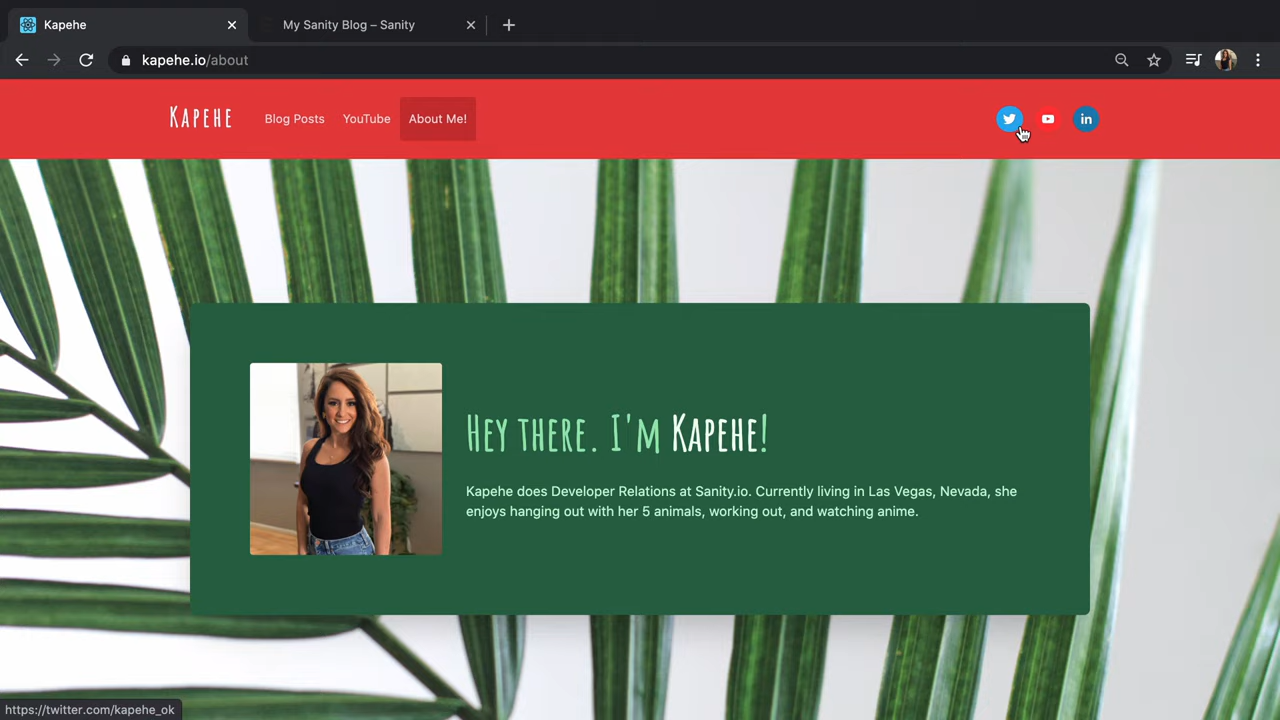 Kapehe
My Sanity Blog – Sanity
kapehe.io/about
Kapehe
Blog Posts
YouTube
About Me!
in
Hey there. I'm Kapehe!
Kapehe does Developer Relations at Sanity.io. Currently living in Las Vegas, Nevada, she
enjoys hanging out with her 5 animals, working out, and watching anime.
https://twitter.com/kapehe_ok